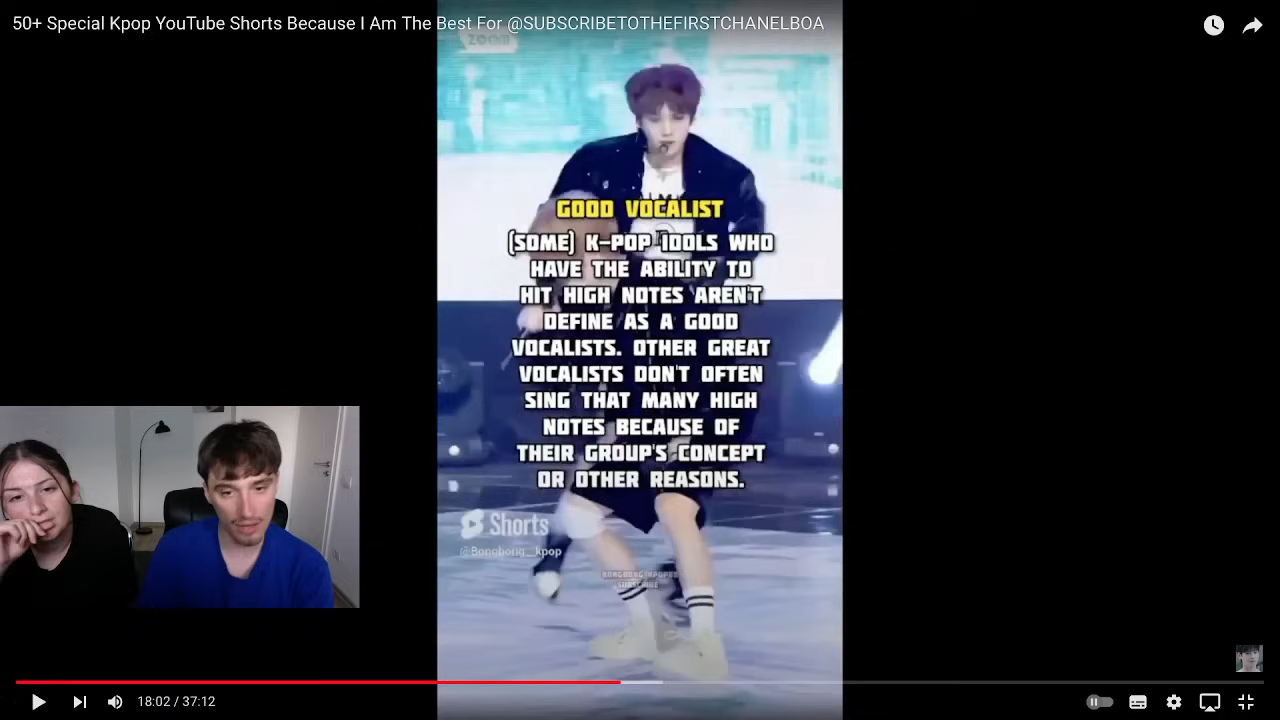 50+ Special Kpop YouTube Shorts Because I Am The Best For @SUBSCRIBETOTHEFIRSTCHANELBOA
ZOOM
GOOD VOCALIST
(SOME) K-POP IDOLS WHO
HAVE THE ABILITY TO
HIT HIGH NOTES AREN'T
DEFINE AS A GOOD
VOCALISTS. OTHER GREAT
VOCALISTS DON'T OFTEN
SING THAT MANY HIGH
NOTES BECAUSE OF
THEIR GROUP'S CONCEPT
OR OTHER REASONS.
Shorts
@Bongbong_kpop
SUBSCRIBE
18:02 / 37:12